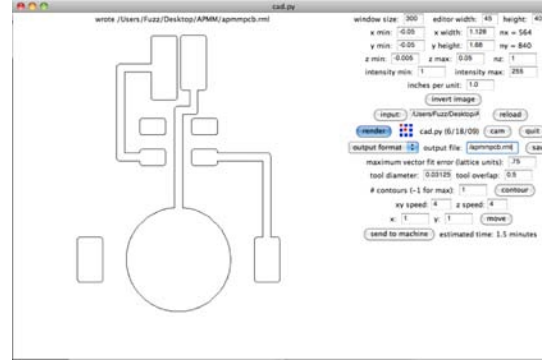 cad.py
wrote /Users/Fuzz/Desktop/APMM/apmmpcb.rml
window size: 300 editor width: 45 height: 40
x min: -0.05 x width: 1.128 nx = 564
y min: -0.05 y height: 1.68 ny = 840
z min: -0.005 z max: 0.05 nz: 1
intensity min: 1 intensity max: 255
inches per unit: 1.0
invert image
input: /Users/Fuzz/Desktop/ reload
render cad.py (6/18/09) cam quit
output format output file: /apmmpcb.rml sav
maximum vector fit error (lattice units): .75
tool diameter: 0.03125 tool overlap: 0.5
# contours (-1 for max): 1 contour
xy speed: 4 z speed: 4
x: 1 y: 1 move
send to machine estimated time: 1.5 minutes